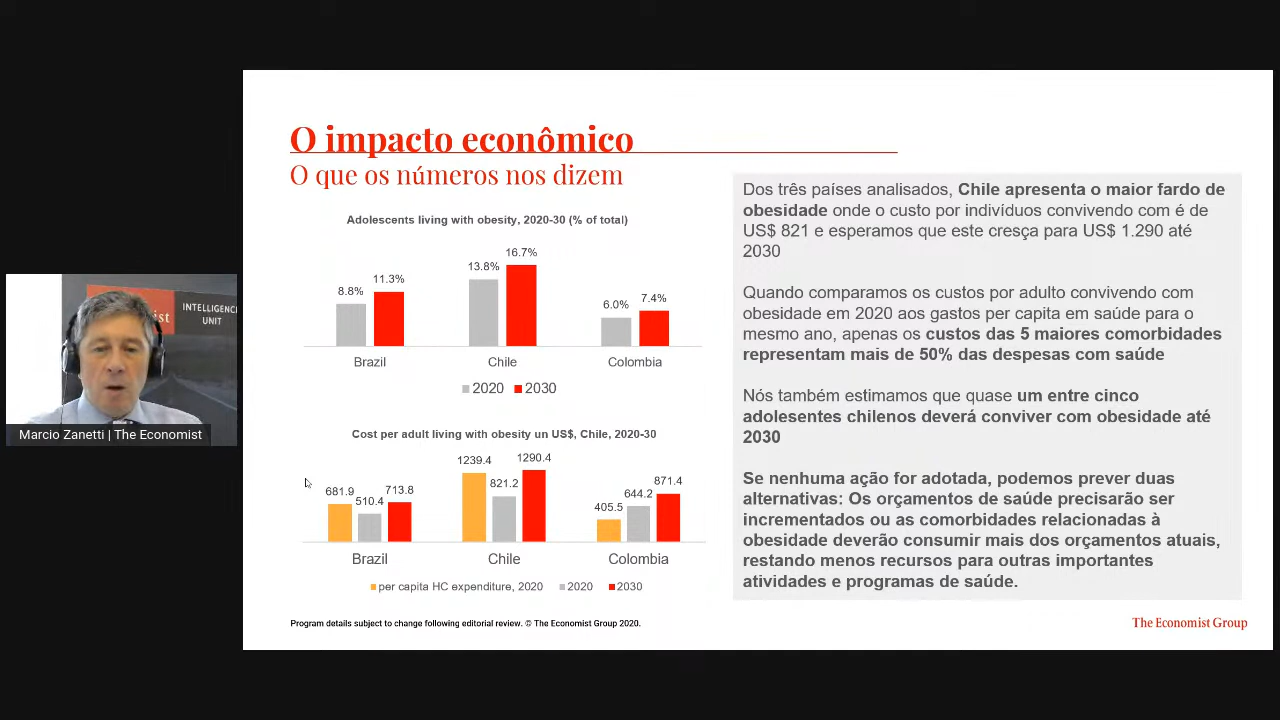 O impacto econômico
O que os números nos dizem
Adolescents living with obesity, 2020-30 (% of total)
8.8%
11.3%
13.8%
16.7%
6.0%
7.4%
Brazil
Chile
Colombia
2020
2030
Cost per adult living with obesity un US$, Chile, 2020-30
681.9
510.4
713.8
1239.4
821.2
1290.4
405.5
644.2
871.4
Brazil
Chile
Colombia
per capita HC expenditure, 2020
2020
2030
Dos três países analisados, Chile apresenta o maior fardo de
obesidade onde o custo por indivíduos convivendo com é de
US$ 821 e esperamos que este cresça para US$ 1.290 até
2030
Quando comparamos os custos por adulto convivendo com
obesidade em 2020 aos gastos per capita em saúde para o
mesmo ano, apenas os custos das 5 maiores comorbidades
representam mais de 50% das despesas com saúde
Nós também estimamos que quase um entre cinco
adolesentes chilenos deverá conviver com obesidade até
2030
Se nenhuma ação for adotada, podemos prever duas
alternativas: Os orçamentos de saúde precisarão ser
incrementados ou as comorbidades relacionadas à
obesidade deverão consumir mais dos orçamentos atuais,
restando menos recursos para outras importantes
atividades e programas de saúde.
Program details subject to change following editorial review. © The Economist Group 2020.
The Economist Group
INTELLIGENCE
UNIT
Marcio Zanetti | The Economist